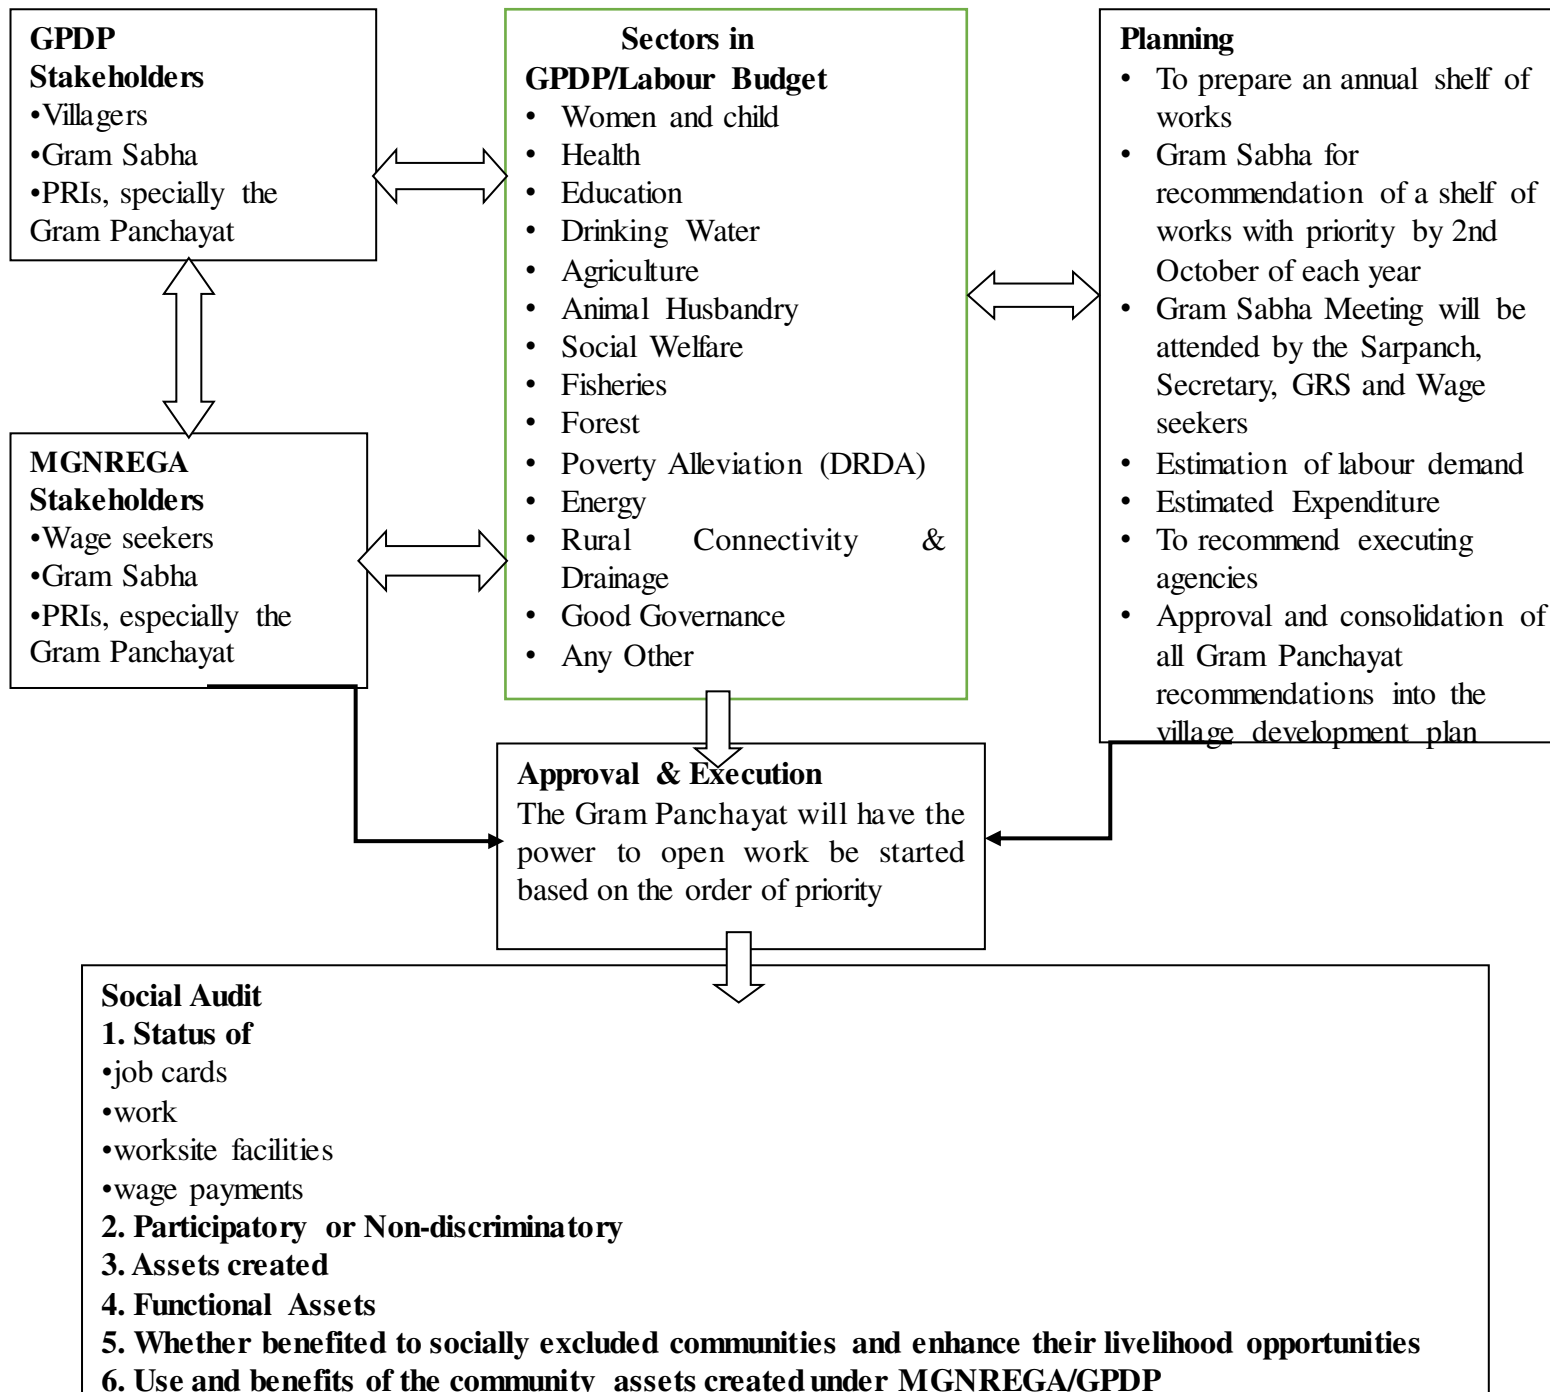 GPDP
Stakeholders
•Villagers
•Gram Sabha
•PRIs, specially the
Gram Panchayat
MGNREGA
Stakeholders
•Wage seekers
•Gram Sabha
•PRIs, especially the
Gram Panchayat
Sectors in
GPDP/Labour Budget
• Women and child
• Health
• Education
• Drinking Water
• Agriculture
• Animal Husbandry
• Social Welfare
• Fisheries
• Forest
• Poverty Alleviation (DRDA)
• Energy
• Rural Connectivity &
Drainage
• Good Governance
• Any Other
Planning
• To prepare an annual shelf of
works
• Gram Sabha for
recommendation of a shelf of
works with priority by 2nd
October of each year
• Gram Sabha Meeting will be
attended by the Sarpanch,
Secretary, GRS and Wage
seekers
• Estimation of labour demand
• Estimated Expenditure
• To recommend executing
agencies
• Approval and consolidation of
all Gram Panchayat
recommendations into the
village development plan
Approval & Execution
The Gram Panchayat will have the
power to open work be started
based on the order of priority
Social Audit
1. Status of
•job cards
•work
•worksite facilities
•wage payments
2. Participatory or Non-discriminatory
3. Assets created
4. Functional Assets
5. Whether benefited to socially excluded communities and enhance their livelihood opportunities
6. Use and benefits of the community assets created under MGNREGA/GPDP